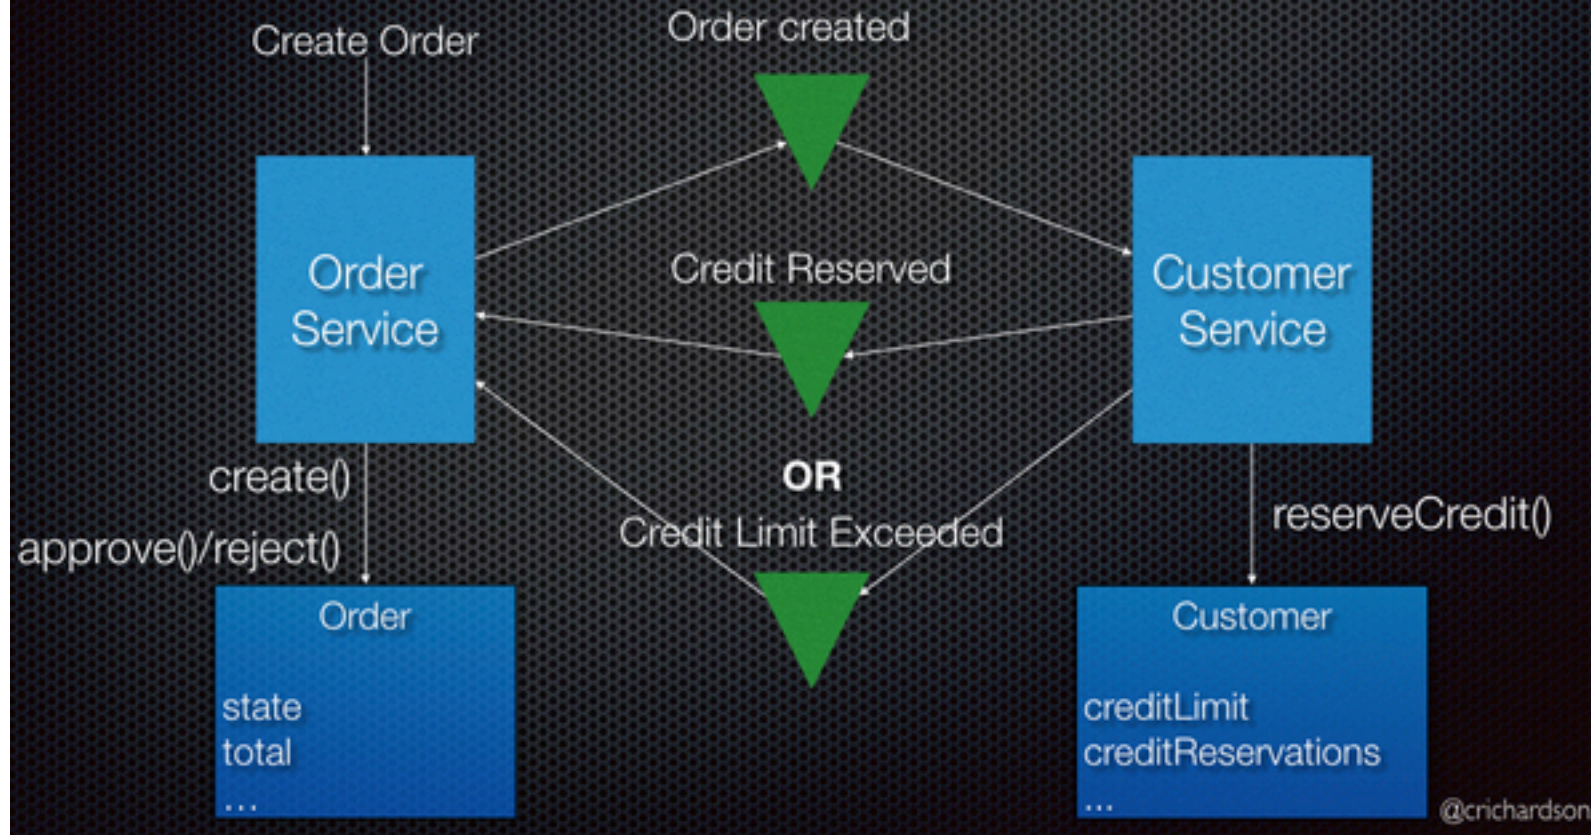 Create Order
Order created
Order
Service
Credit Reserved
Customer
Service
OR
Credit Limit Exceeded
create()
approve()/reject()
reserveCredit()
Order
state
total
...
Customer
creditLimit
creditReservations
...
@crichardson